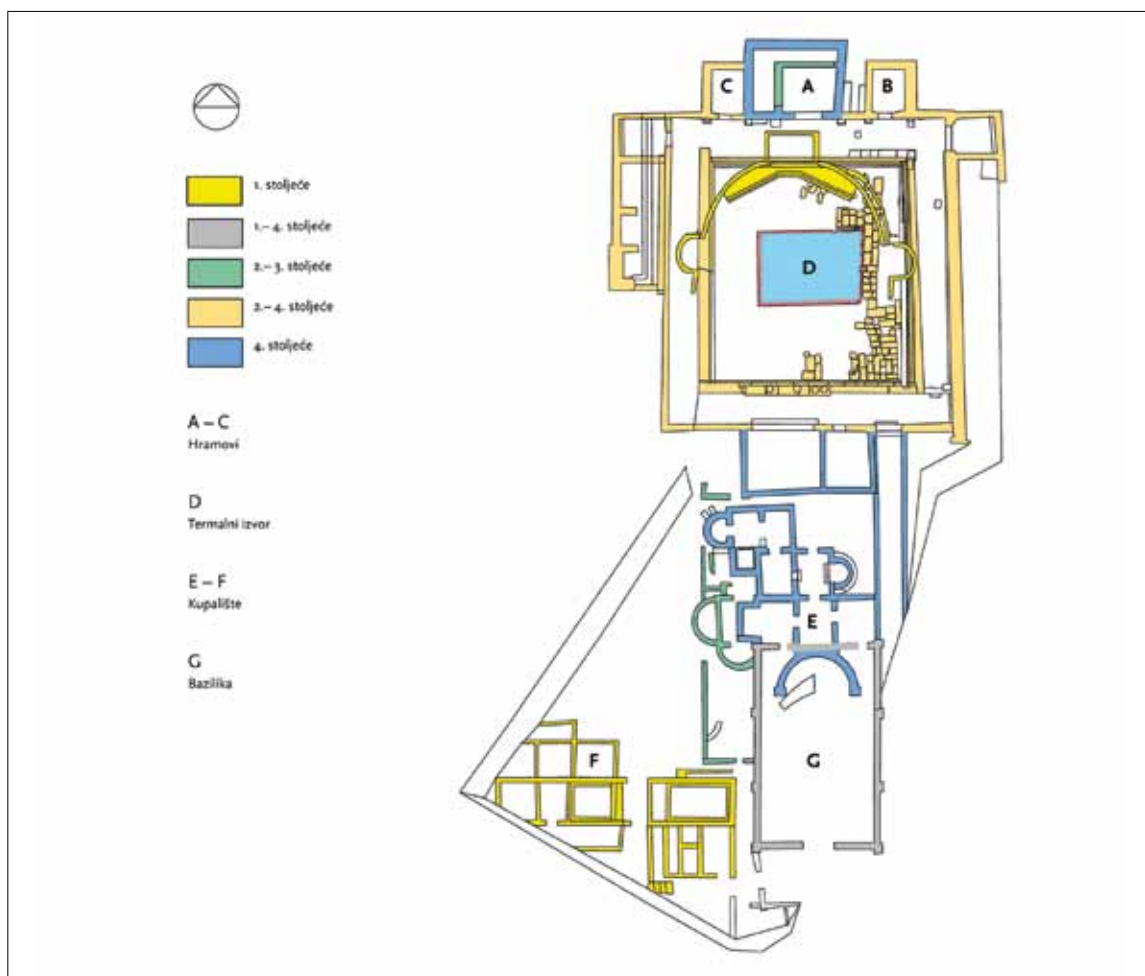 C
A
B
1. stoljeće
1.– 4. stoljeće
2.– 3. stoljeće
2.– 4. stoljeće
4. stoljeće
D
A – C
Hramovi
D
Termalni izvor
E – F
Kupalište
E
G
Bazilika
F
G